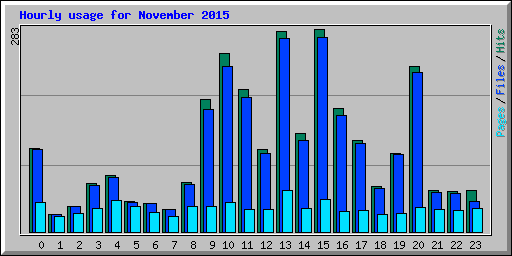 Hourly usage for November 2015
283
Pages/Files/Hits
0 1 2 3 4 5 6 7 8 9 10 11 12 13 14 15 16 17 18 19 20 21 22 23